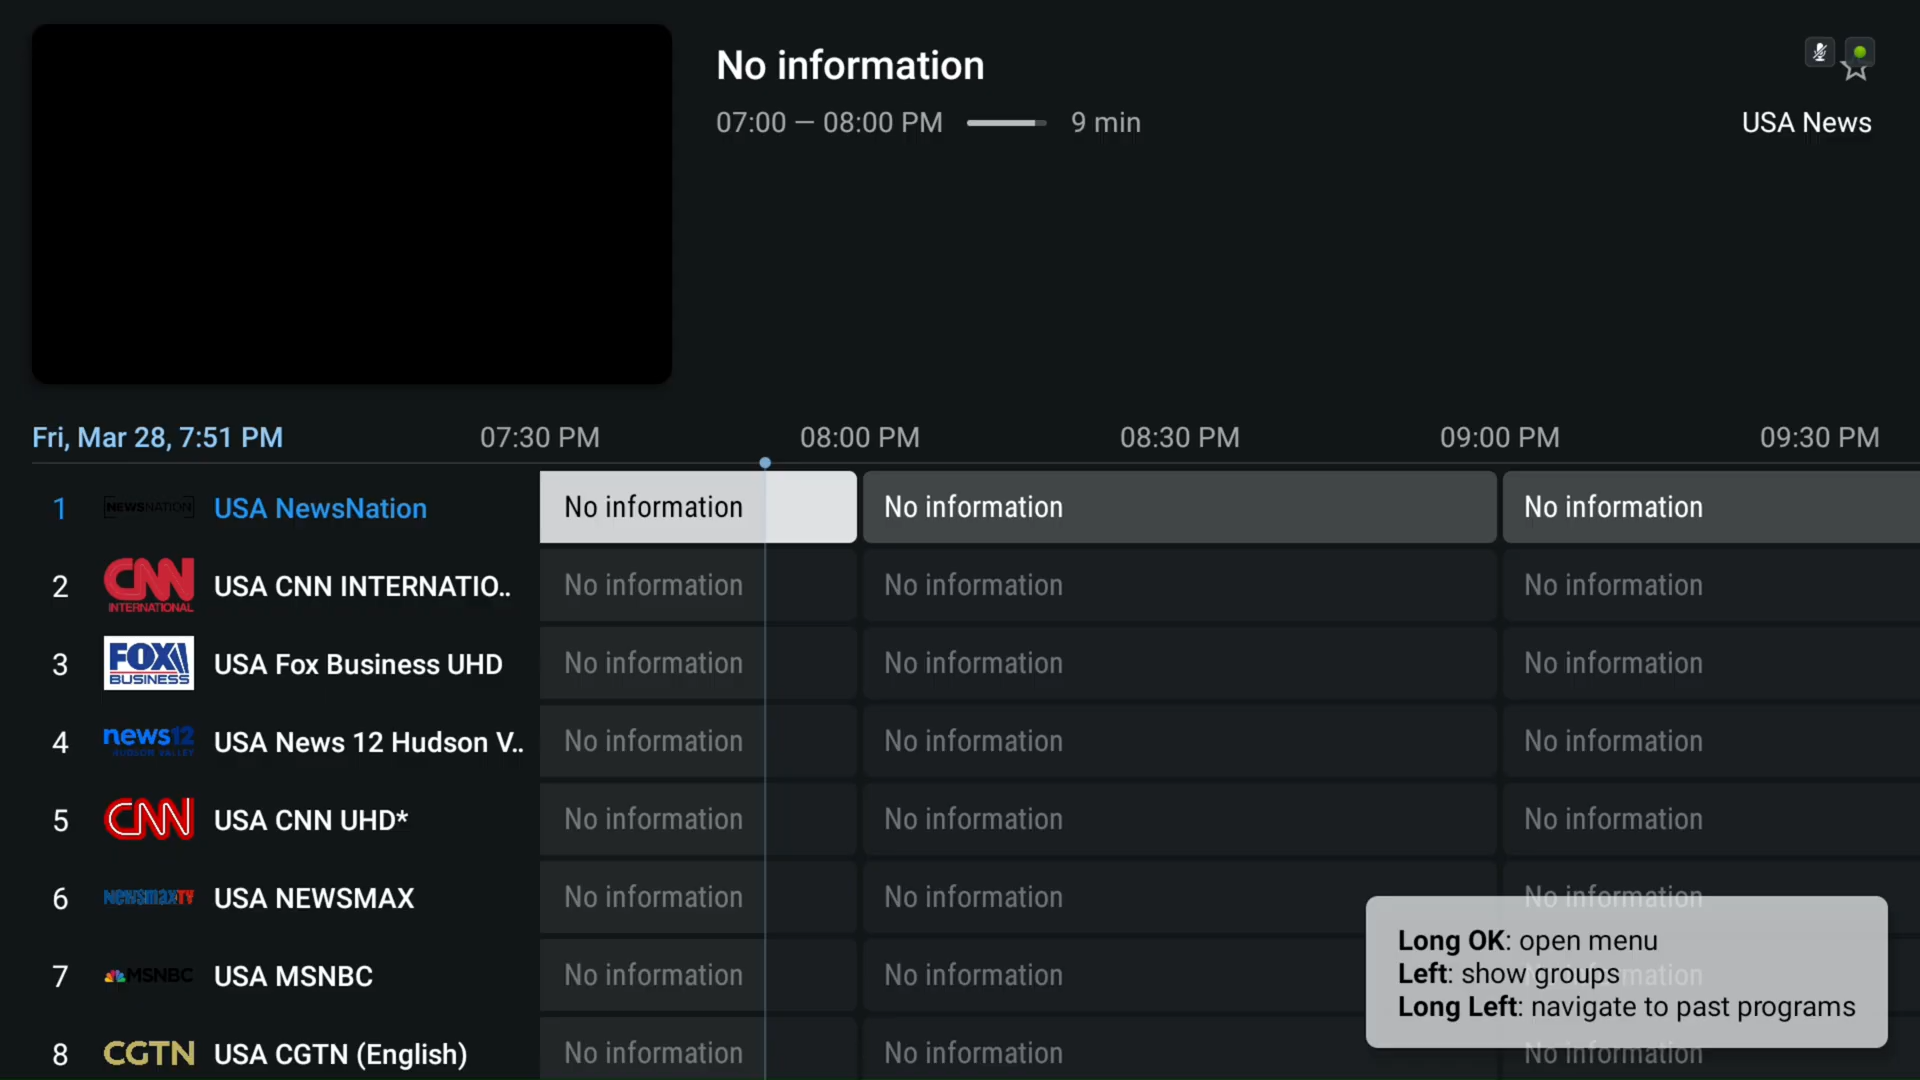 No information
07:00 — 08:00 PM 9 min
USA News
Fri, Mar 28, 7:51 PM 07:30 PM 08:00 PM 08:30 PM 09:00 PM 09:30 PM
1 NEWSNATION USA NewsNation No information No information No information
2 CNN INTERNATIONAL USA CNN INTERNATIO.. No information No information No information
3 FOX BUSINESS USA Fox Business UHD No information No information No information
4 news12 HUDSON VALLEY USA News 12 Hudson V.. No information No information No information
5 CNN USA CNN UHD* No information No information No information
6 NEWSMAXTV USA NEWSMAX No information No information No information
7 MSNBC USA MSNBC No information No information
8 CGTN USA CGTN (English) No information No information No information
Long OK: open menu
Left: show groups
Long Left: navigate to past programs